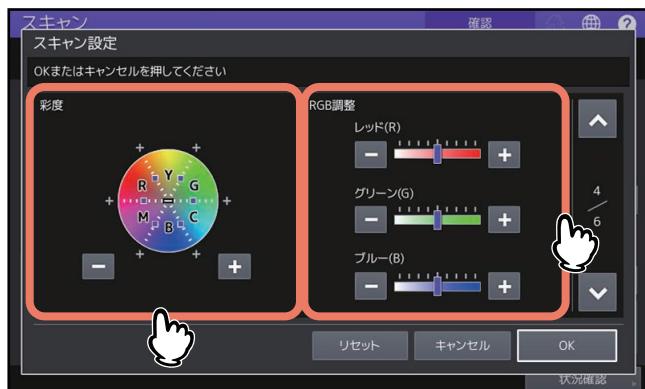 スキャン
確認
?
スキャン設定
OKまたはキャンセルを押してください
彩度
R Y G
M B C
RGB調整
レッド(R)
グリーン(G)
ブルー(B)
4
6
リセット
キャンセル
OK
状況確認